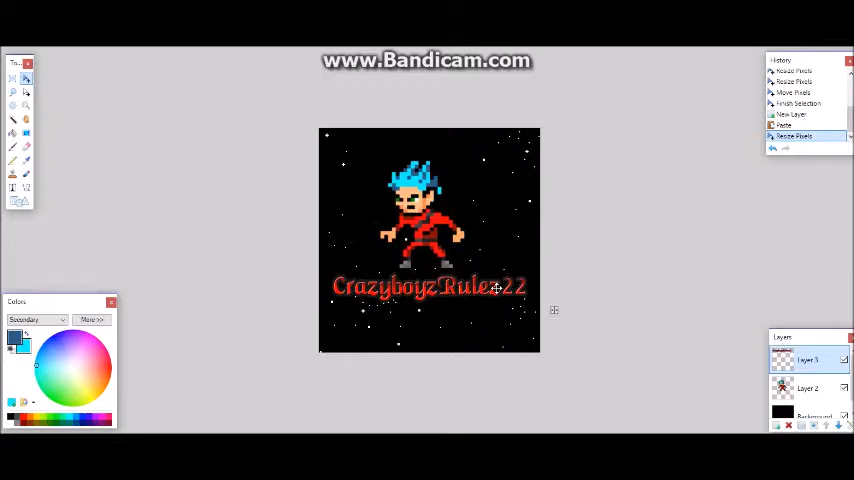 www.Bandicam.com
To...
History
Resize Pixels
Resize Pixels
Move Pixels
Finish Selection
New Layer
Paste
Resize Pixels
CrazyboyzRulez22
Colors
Secondary
More >>
Layers
Layer 3
Layer 2
Background